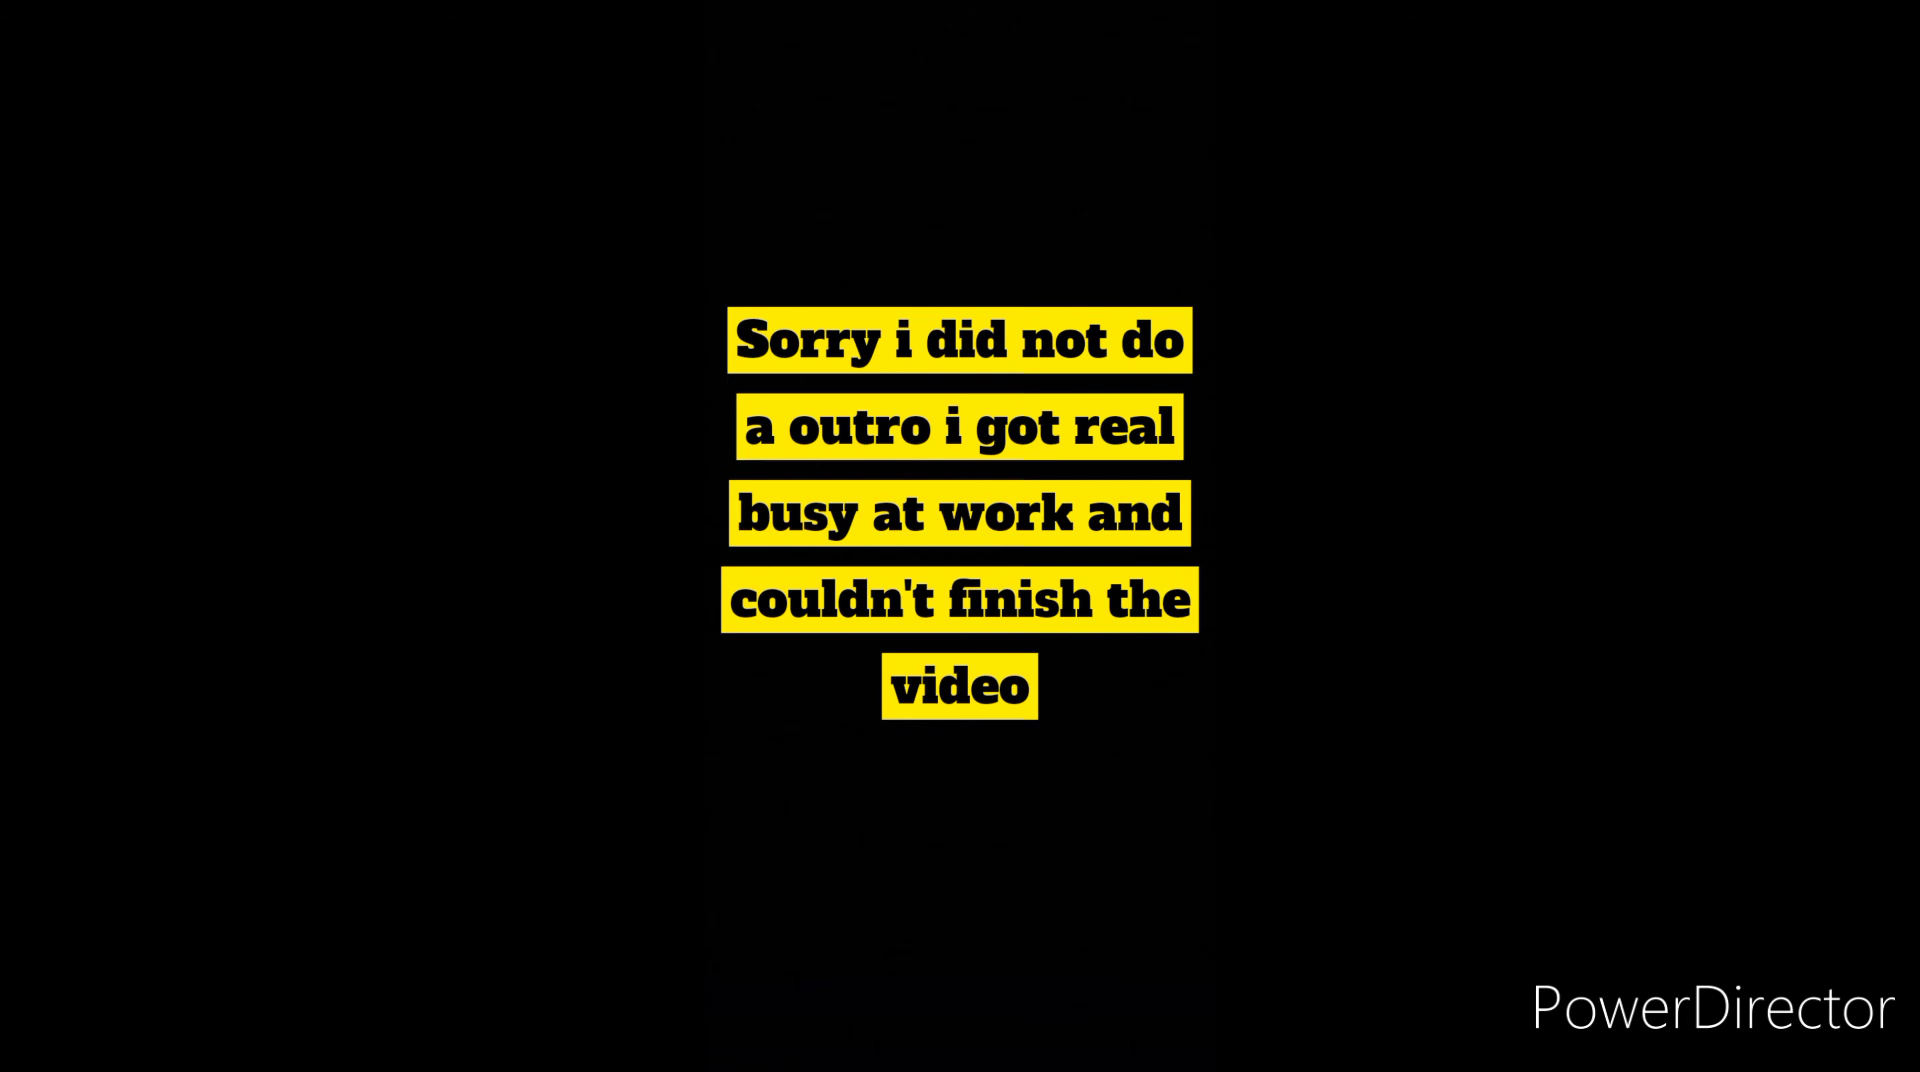 Sorry i did not do
a outro i got real
busy at work and
couldn't finish the
video
PowerDirector